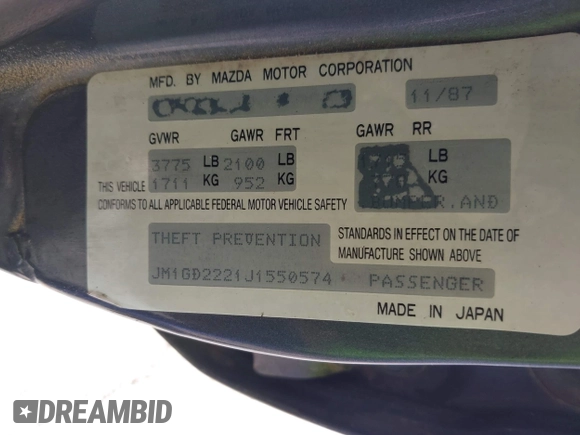 MFD. BY MAZDA MOTOR CORPORATION
11/87
GVWR GAWR FRT GAWR RR
3775 LB 2100 LB LB
THIS VEHICLE 1711 KG 952 KG KG
CONFORMS TO ALL APPLICABLE FEDERAL MOTOR VEHICLE SAFETY BUMPER.AND
THEFT PREVENTION STANDARDS IN EFFECT ON THE DATE OF
MANUFACTURE SHOWN ABOVE
JM1GD2221J1550574 PASSENGER
MADE IN JAPAN
DREAMBID